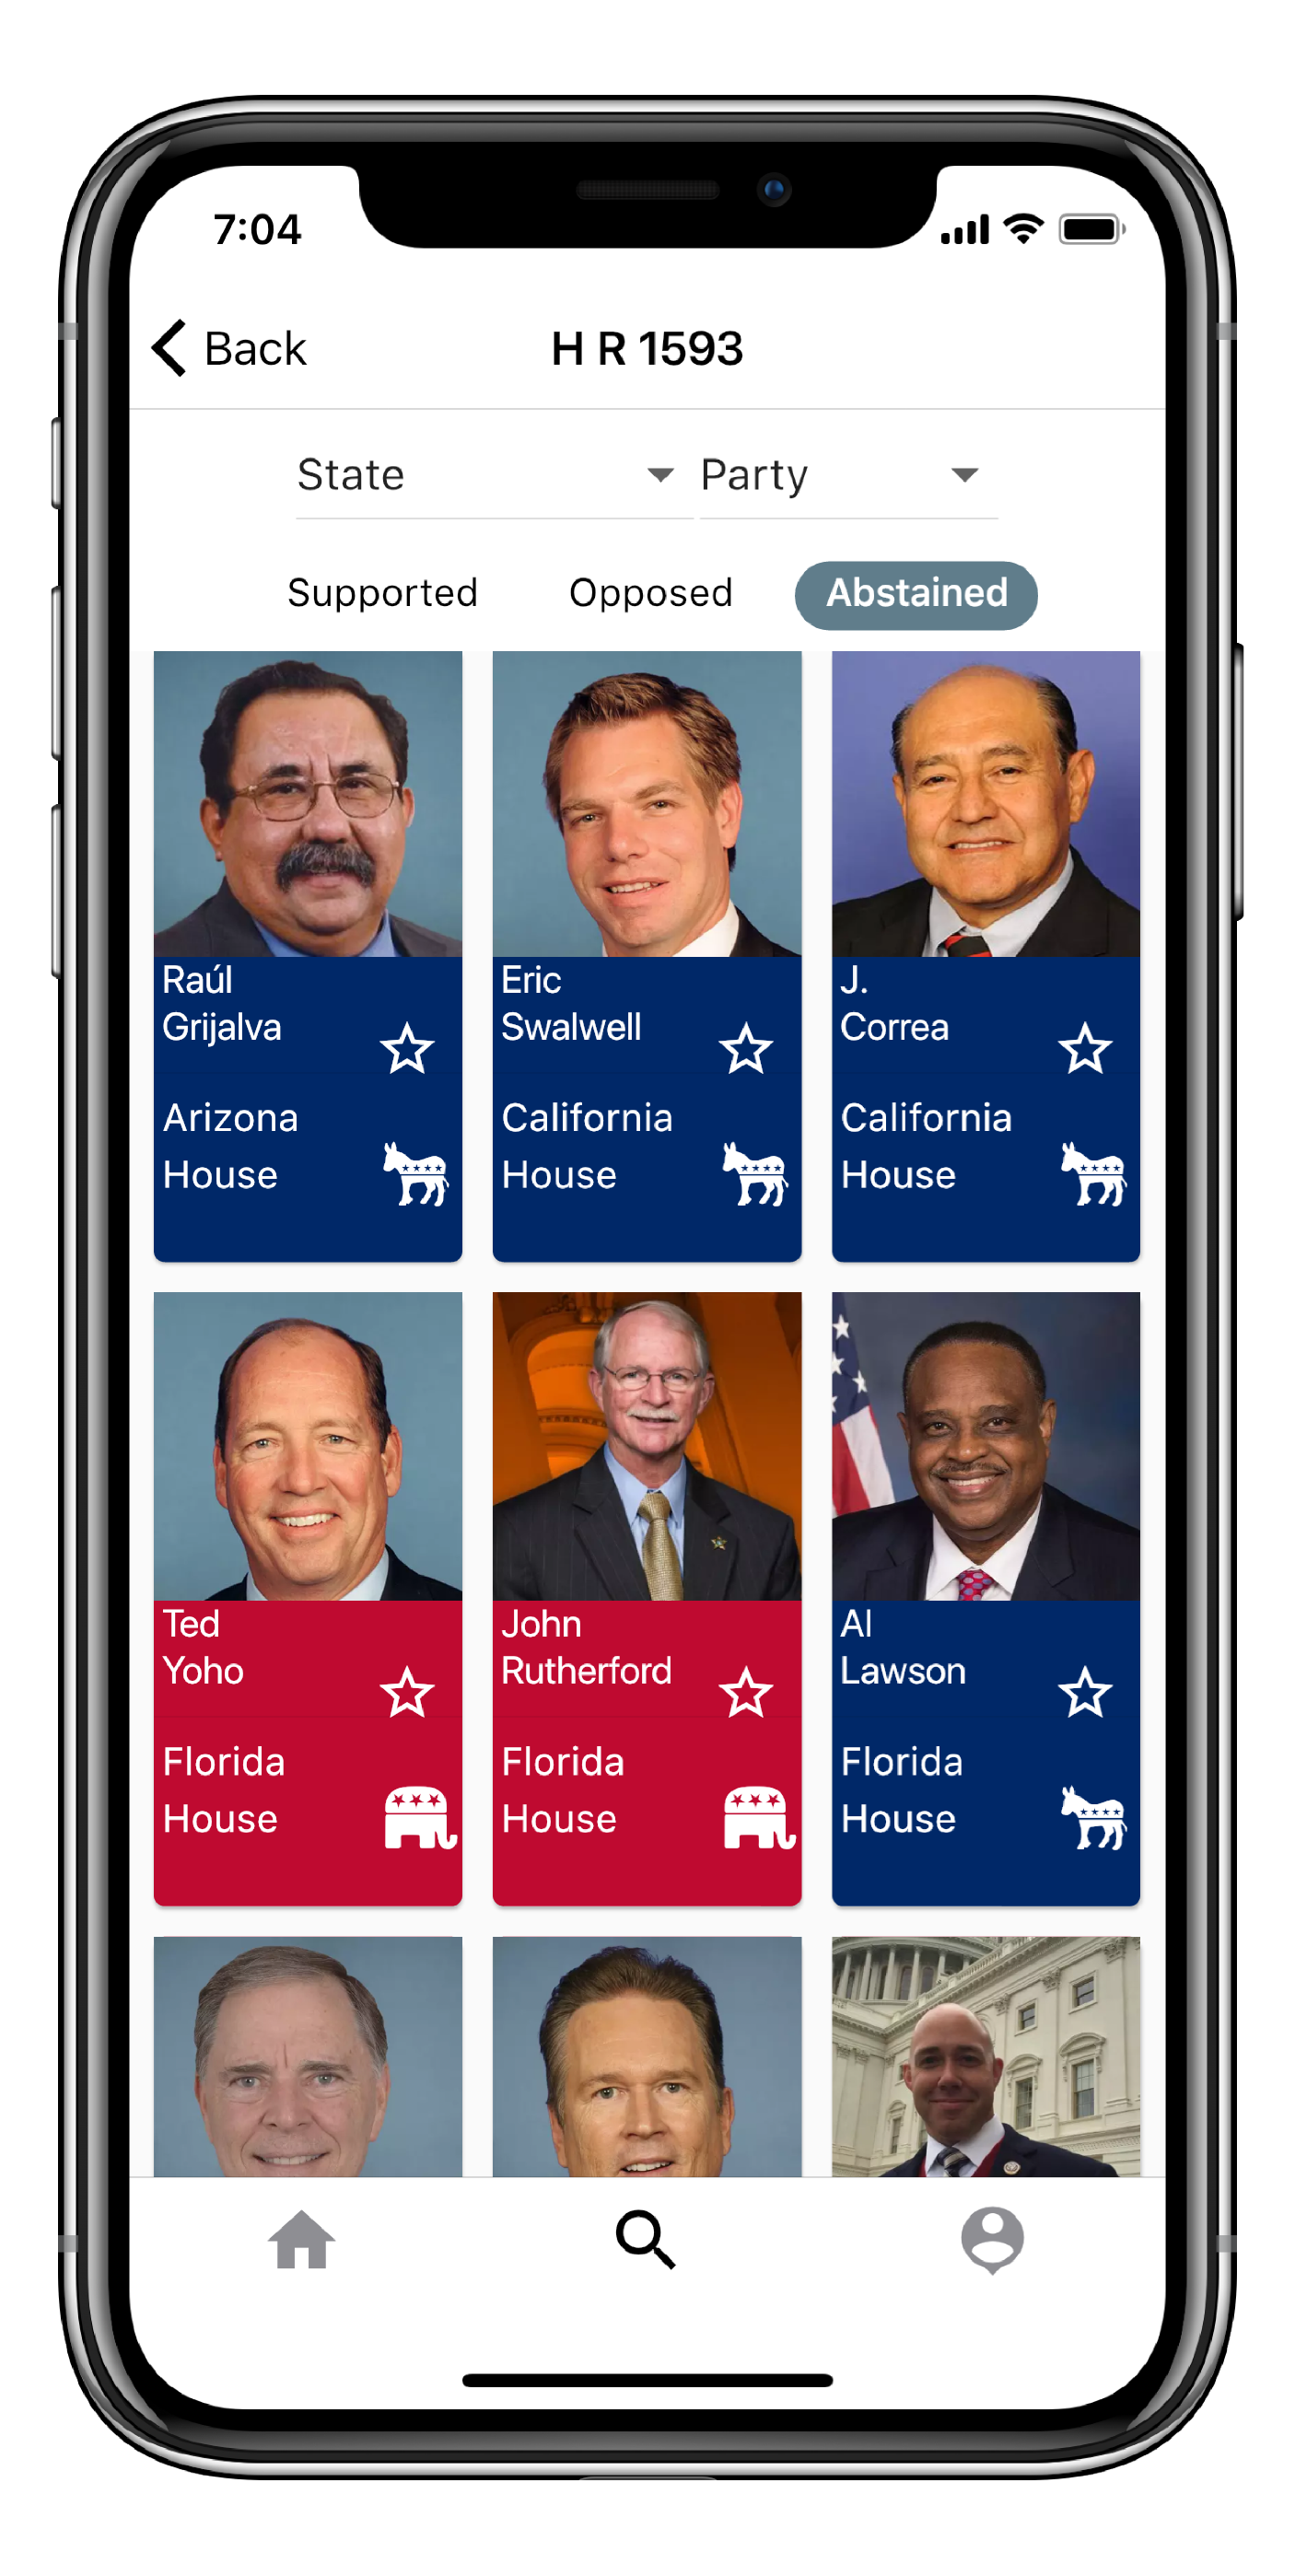 7:04
Back
H R 1593
State
Party
Supported
Opposed
Abstained
Raúl
Grijalva
Arizona
House
Eric
Swalwell
California
House
J.
Correa
California
House
Ted
Yoho
Florida
House
John
Rutherford
Florida
House
Al
Lawson
Florida
House